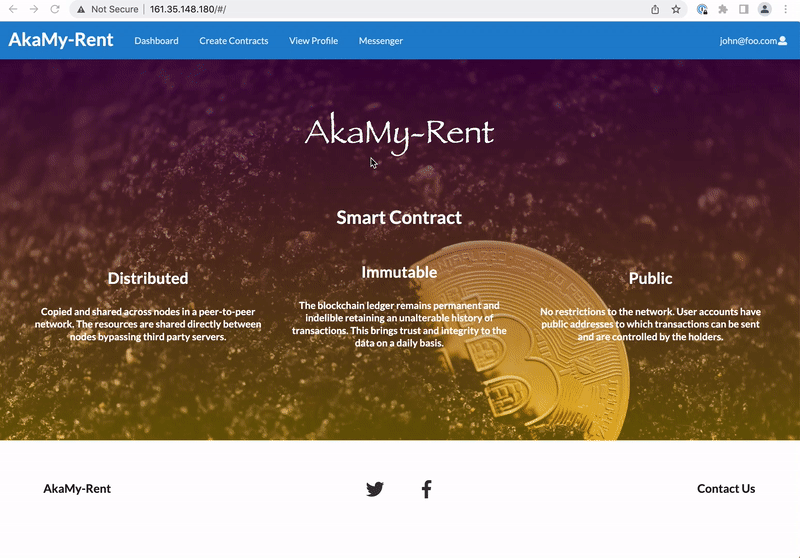 Not Secure | 161.35.148.180/#/
AkaMy-Rent Dashboard Create Contracts View Profile Messenger john@foo.com
AkaMy-Rent
Smart Contract
Distributed
Copied and shared across nodes in a peer-to-peer
network. The resources are shared directly between
nodes bypassing third party servers.
Immutable
The blockchain ledger remains permanent and
indelible retaining an unalterable history of
transactions. This brings trust and integrity to the
data on a daily basis.
Public
No restrictions to the network. User accounts have
public addresses to which transactions can be sent
and are controlled by the holders.
AkaMy-Rent
Contact Us